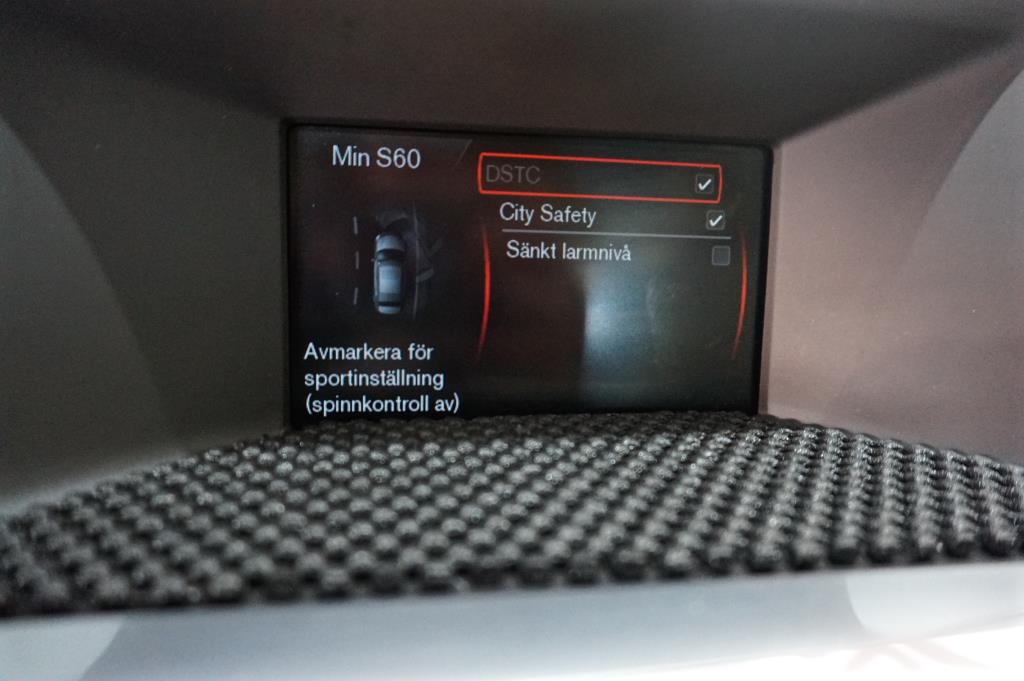 Min S60
DSTC
City Safety
Sänkt larmnivå
Avmarkera för
sportinställning
(spinnkontroll av)